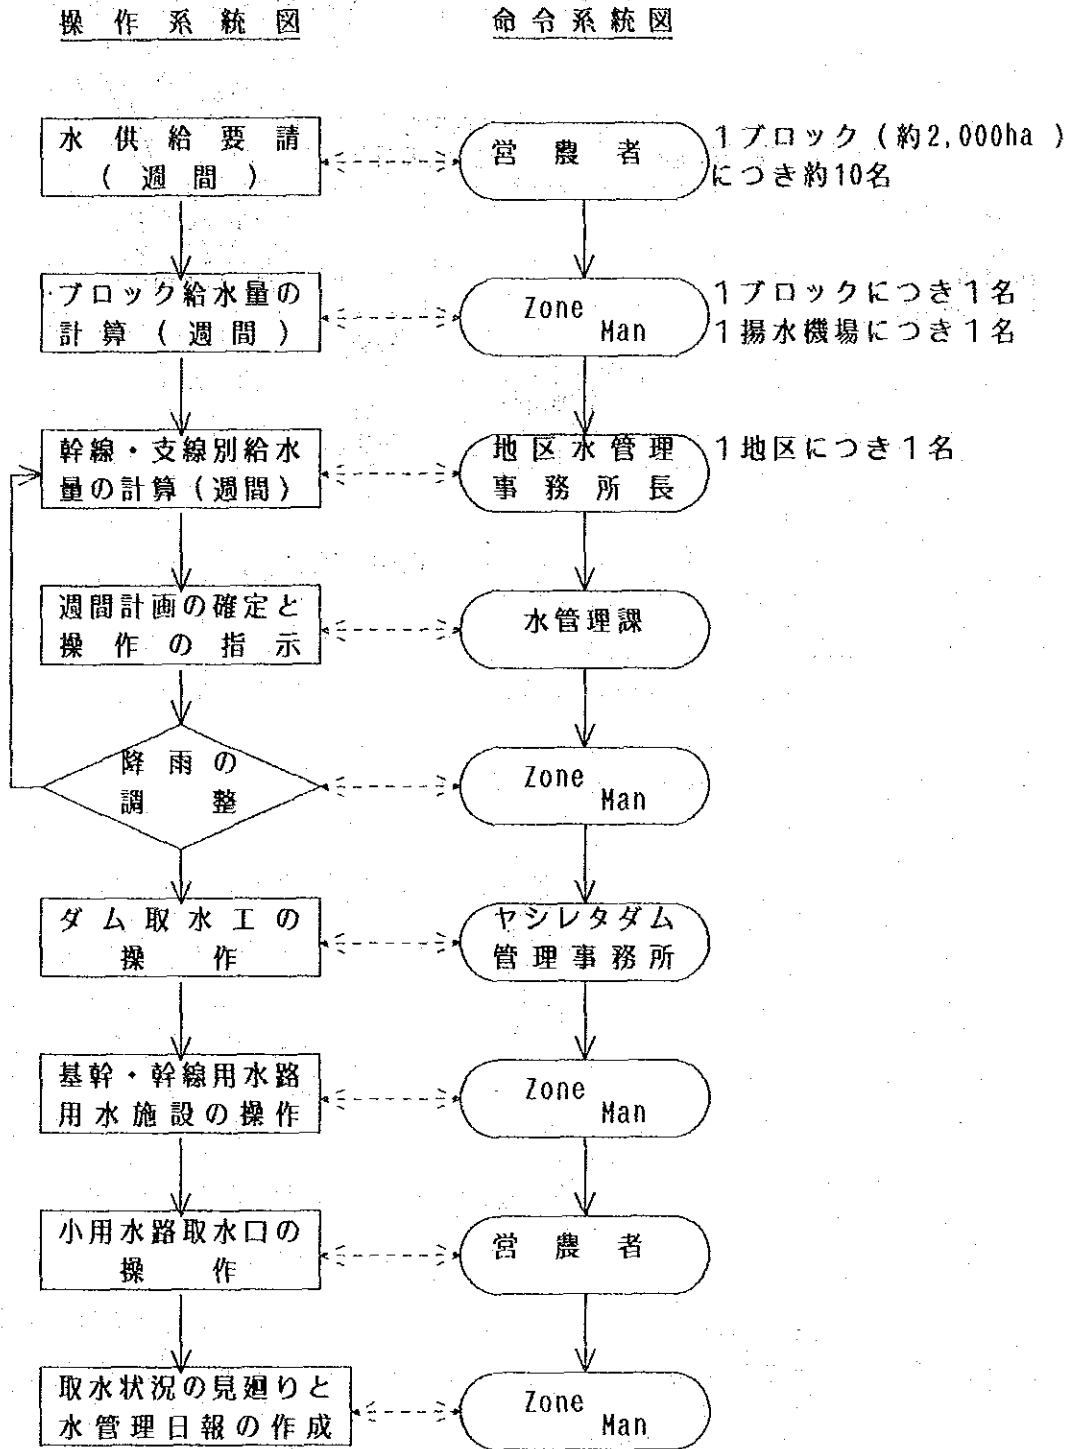 操作系統図
命令系統図
水供給要請
(週間)
営農者
1ブロック(約2,000ha)
につき約10名
ブロック給水量の
計算(週間)
Zone
Man
1ブロックにつき1名
1揚水機場につき1名
幹線・支線別給水
量の計算(週間)
地区水管理
事務所長
1地区につき1名
週間計画の確定と
操作の指示
水管理課
降雨の
調整
Zone
Man
ダム取水工の
操作
ヤシレタダム
管理事務所
基幹・幹線用水路
用水施設の操作
Zone
Man
小用水路取水口の
操作
営農者
取水状況の見廻りと
水管理日報の作成
Zone
Man